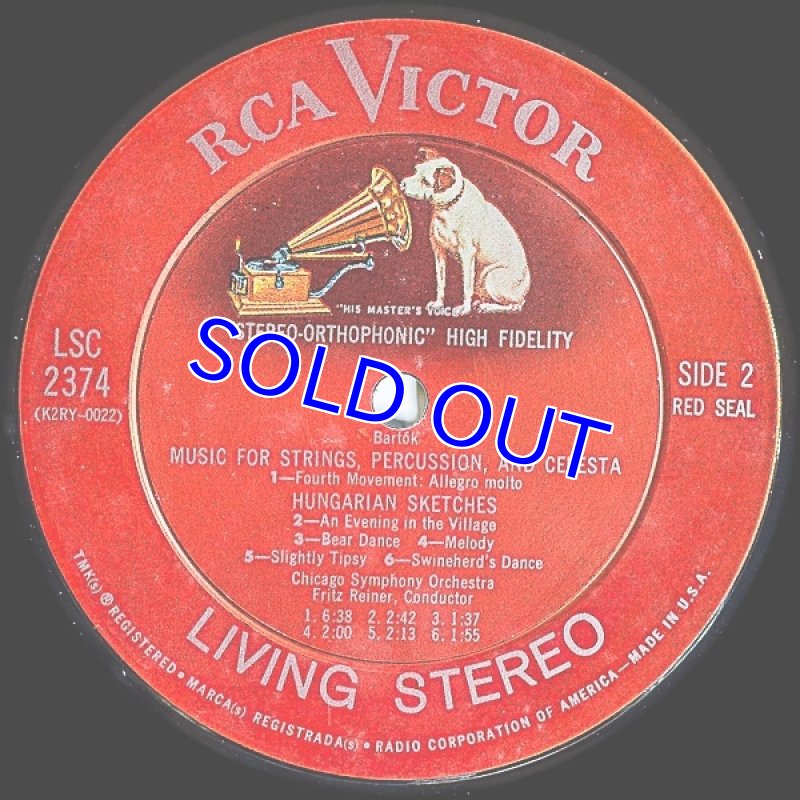 RCA VICTOR
"HIS MASTER'S VOICE"
"STEREO-ORTHOPHONIC" HIGH FIDELITY
LSC
2374
(K2RY-0022)
SIDE 2
RED SEAL
SOLD OUT
Bartók
MUSIC FOR STRINGS, PERCUSSION, AND CELESTA
1—Fourth Movement: Allegro molto
HUNGARIAN SKETCHES
2—An Evening in the Village
3—Bear Dance 4—Melody
5—Slightly Tipsy 6—Swineherd's Dance
Chicago Symphony Orchestra
Fritz Reiner, Conductor
1. 6:38 2. 2:42 3. 1:37
4. 2:00 5. 2:13 6. 1:55
LIVING STEREO
TMK(s) ® REGISTERED • MARCA(s) REGISTRADA(s) • RADIO CORPORATION OF AMERICA—MADE IN U.S.A.